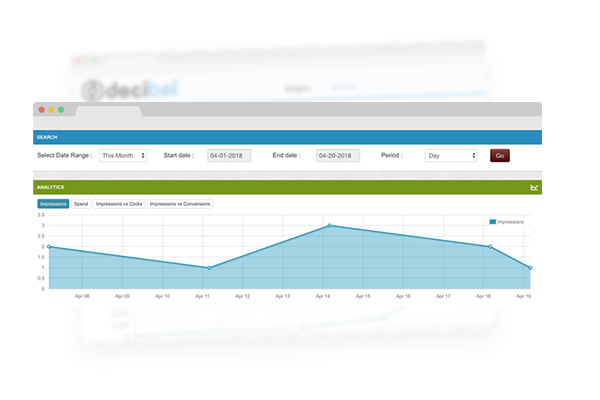 decibel
SEARCH
Select Date Range : This Month Start date : 04-01-2018 End date : 04-20-2018 Period : Day Go
ANALYTICS
Impressions Spend Impressions vs Clicks Impressions vs Conversions
3.5
Impressions
3
2.5
2
1.5
1
0.5
0
Apr 08 Apr 09 Apr 10 Apr 11 Apr 12 Apr 13 Apr 14 Apr 15 Apr 16 Apr 17 Apr 18 Apr 19